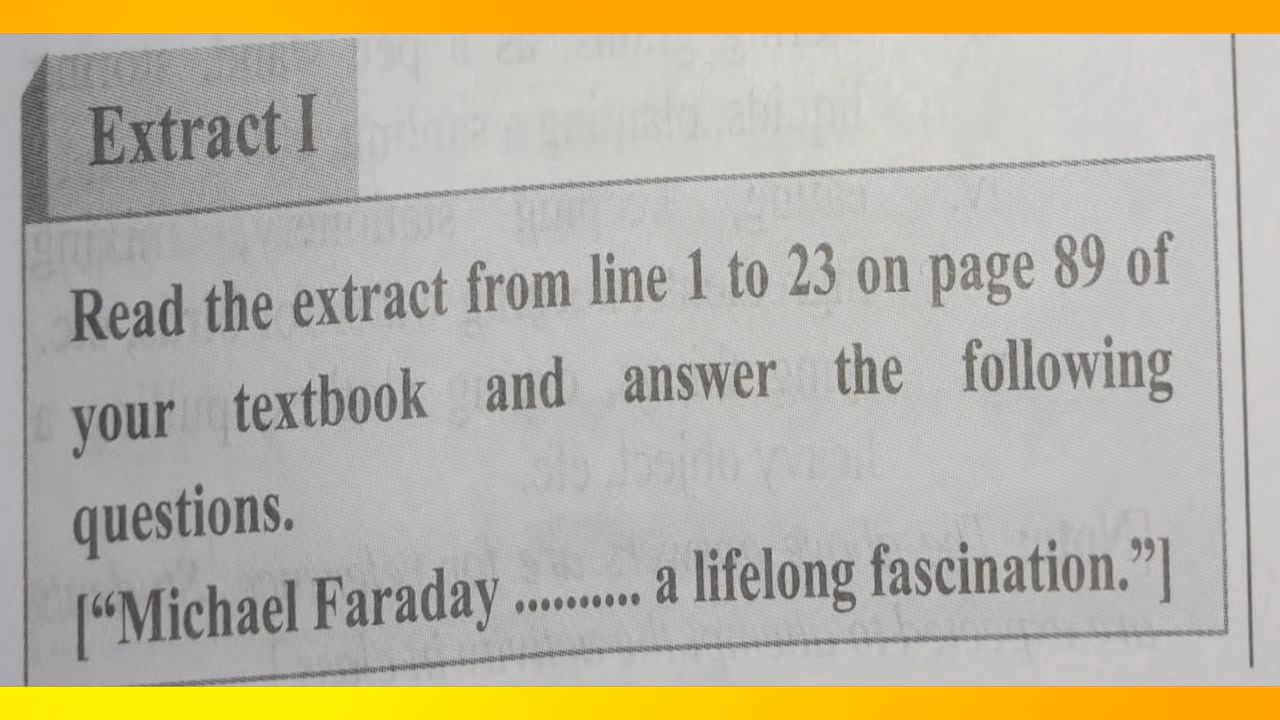 Extract I
Read the extract from line 1 to 23 on page 89 of
your textbook and answer the following
questions.
[“Michael Faraday .......... a lifelong fascination.”]